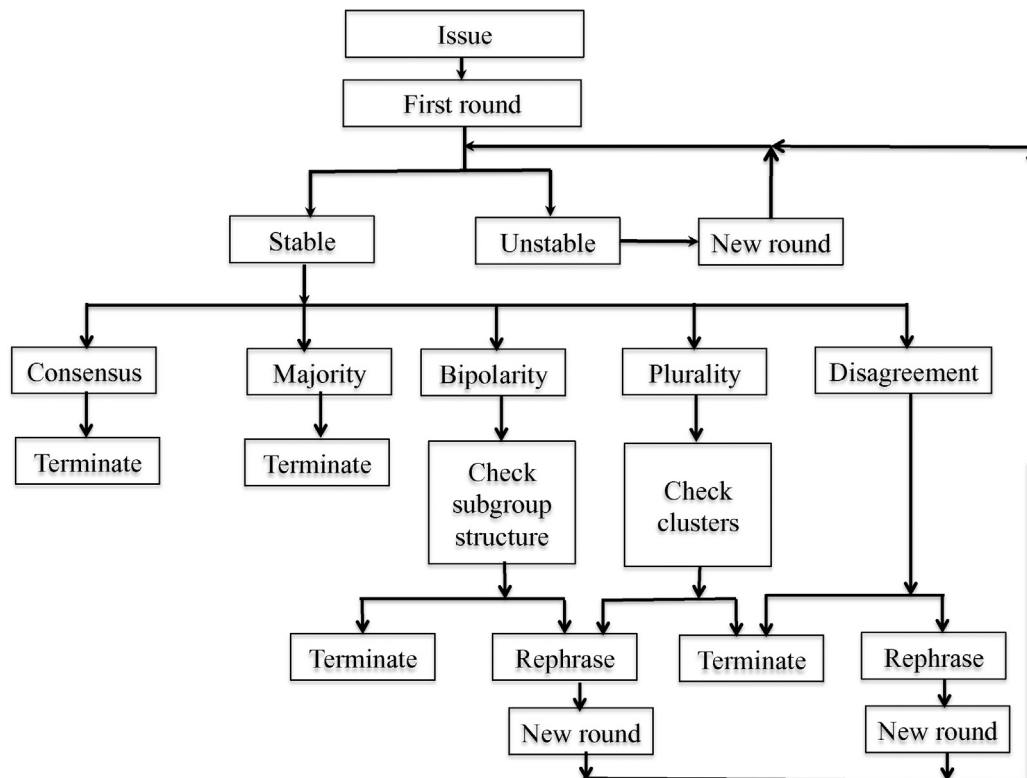 Issue
First round
Stable
Unstable
New round
Consensus
Majority
Bipolarity
Plurality
Disagreement
Terminate
Terminate
Check
subgroup
structure
Check
clusters
Terminate
Rephrase
Terminate
Rephrase
New round
New round